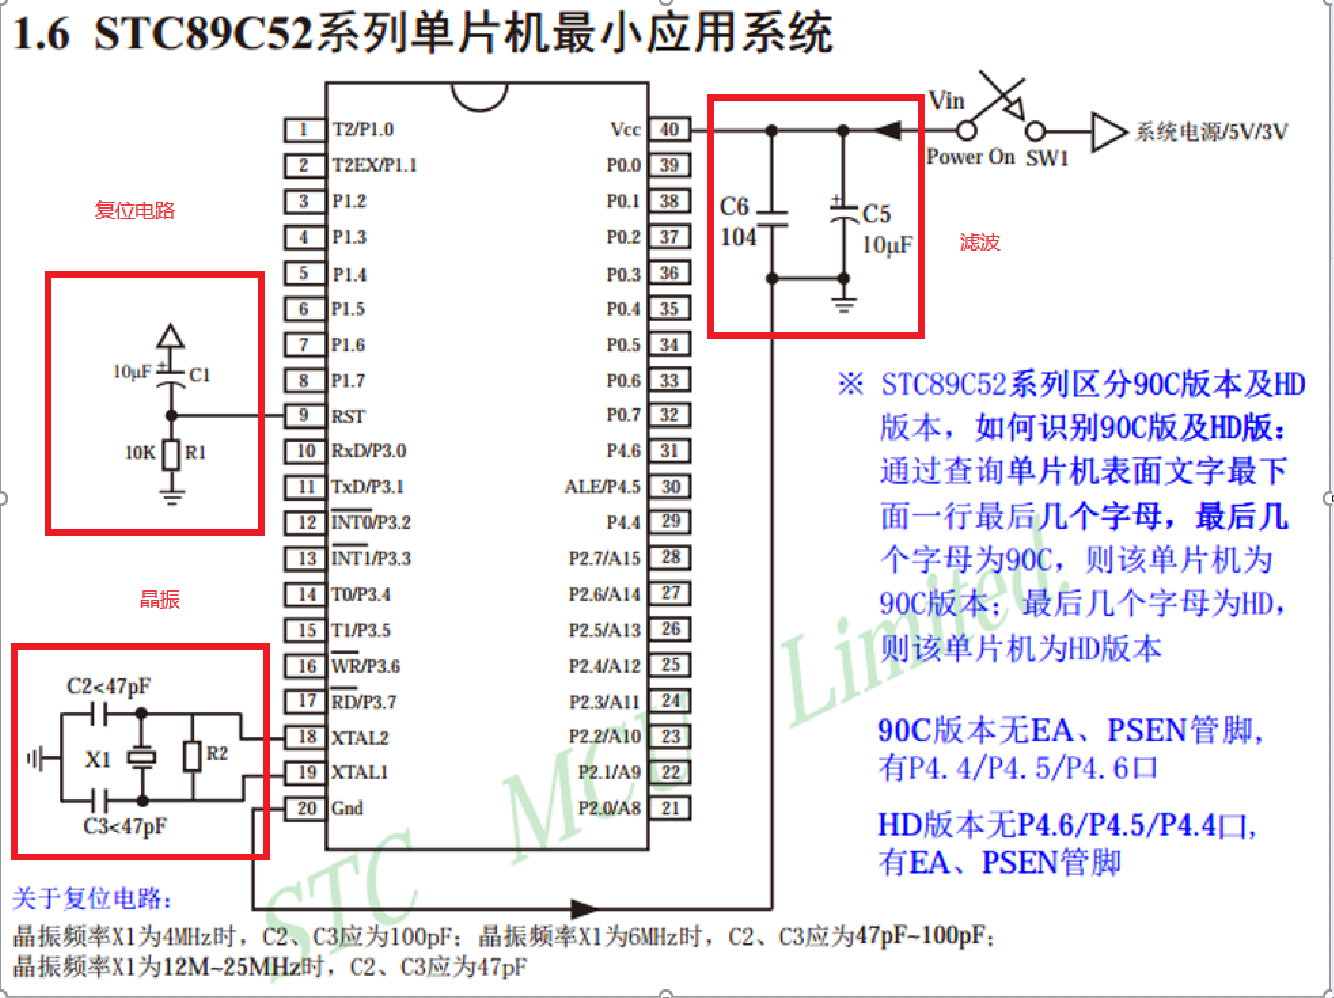 1.6 STC89C52系列单片机最小应用系统
复位电路
10μF
+
C1
10K
R1
晶振
C2<47pF
X1
R2
C3<47pF
1 T2/P1.0
2 T2EX/P1.1
3 P1.2
4 P1.3
5 P1.4
6 P1.5
7 P1.6
8 P1.7
9 RST
10 RxD/P3.0
11 TxD/P3.1
12 INT0/P3.2
13 INT1/P3.3
14 T0/P3.4
15 T1/P3.5
16 WR/P3.6
17 RD/P3.7
18 XTAL2
19 XTAL1
20 Gnd
Vcc 40
P0.0 39
P0.1 38
P0.2 37
P0.3 36
P0.4 35
P0.5 34
P0.6 33
P0.7 32
P4.6 31
ALE/P4.5 30
P4.4 29
P2.7/A15 28
P2.6/A14 27
P2.5/A13 26
P2.4/A12 25
P2.3/A11 24
P2.2/A10 23
P2.1/A9 22
P2.0/A8 21
C6
104
+
C5
10μF
滤波
Vin
Power On SW1
系统电源/5V/3V
※ STC89C52系列区分90C版本及HD
版本，如何识别90C版及HD版：
通过查询单片机表面文字最下
面一行最后几个字母，最后几
个字母为90C，则该单片机为
90C版本；最后几个字母为HD，
则该单片机为HD版本
90C版本无EA、PSEN管脚，
有P4.4/P4.5/P4.6口
HD版本无P4.6/P4.5/P4.4口，
有EA、PSEN管脚
STC MCU Limited.
关于复位电路：
晶振频率X1为4MHz时，C2、C3应为100pF；晶振频率X1为6MHz时，C2、C3应为47pF~100pF；
晶振频率X1为12M~25MHz时，C2、C3应为47pF